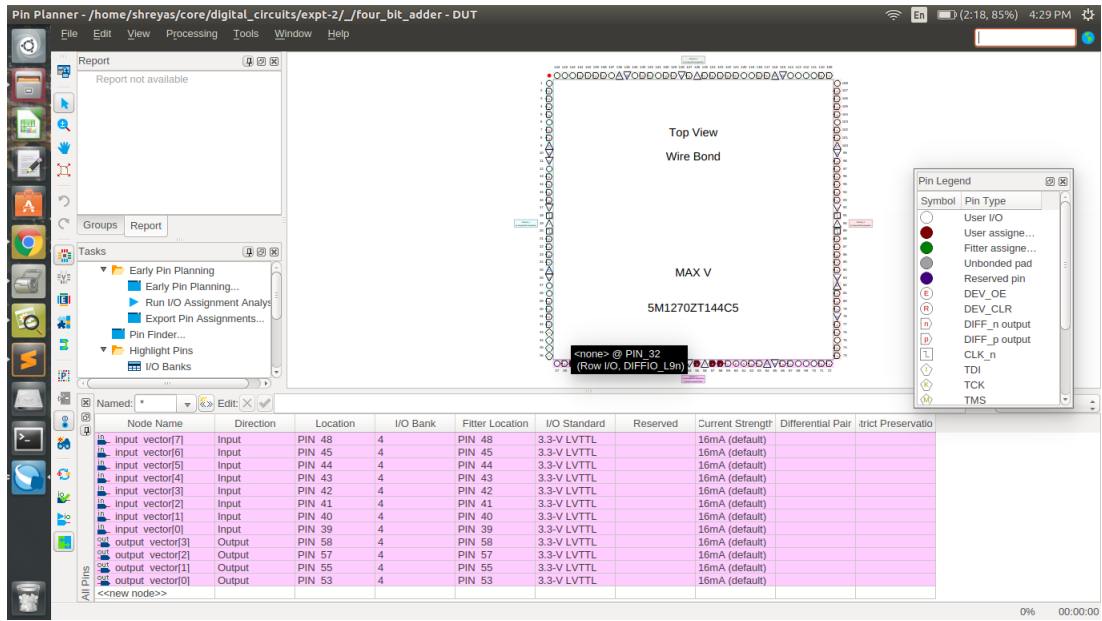 Pin Planner - /home/shreyas/core/digital_circuits/expt-2/_/four_bit_adder - DUT
En
(2:18, 85%)
4:29 PM
File Edit View Processing Tools Window Help
Report
Report not available
Groups Report
Tasks
Early Pin Planning
Early Pin Planning...
Run I/O Assignment Analys
Export Pin Assignments...
Pin Finder...
Highlight Pins
I/O Banks
Top View
Wire Bond
MAX V
5M1270ZT144C5
<none> @ PIN_32
(Row I/O, DIFFIO_L9n)
Pin Legend
Symbol Pin Type
User I/O
User assigne...
Fitter assigne...
Unbonded pad
Reserved pin
E DEV_OE
R DEV_CLR
n DIFF_n output
p DIFF_p output
CLK_n
TDI
K TCK
M TMS
Named: * Edit:
Node Name Direction Location I/O Bank Fitter Location I/O Standard Reserved Current Strength Differential Pair trict Preservatio
in input vector[7] Input PIN 48 4 PIN 48 3.3-V LVTTL 16mA (default)
in input vector[6] Input PIN 45 4 PIN 45 3.3-V LVTTL 16mA (default)
in input vector[5] Input PIN 44 4 PIN 44 3.3-V LVTTL 16mA (default)
in input vector[4] Input PIN 43 4 PIN 43 3.3-V LVTTL 16mA (default)
in input vector[3] Input PIN 42 4 PIN 42 3.3-V LVTTL 16mA (default)
in input vector[2] Input PIN 41 4 PIN 41 3.3-V LVTTL 16mA (default)
in input vector[1] Input PIN 40 4 PIN 40 3.3-V LVTTL 16mA (default)
in input vector[0] Input PIN 39 4 PIN 39 3.3-V LVTTL 16mA (default)
out output vector[3] Output PIN 58 4 PIN 58 3.3-V LVTTL 16mA (default)
out output vector[2] Output PIN 57 4 PIN 57 3.3-V LVTTL 16mA (default)
out output vector[1] Output PIN 55 4 PIN 55 3.3-V LVTTL 16mA (default)
out output vector[0] Output PIN 53 4 PIN 53 3.3-V LVTTL 16mA (default)
<<new node>>
All Pins
0% 00:00:00